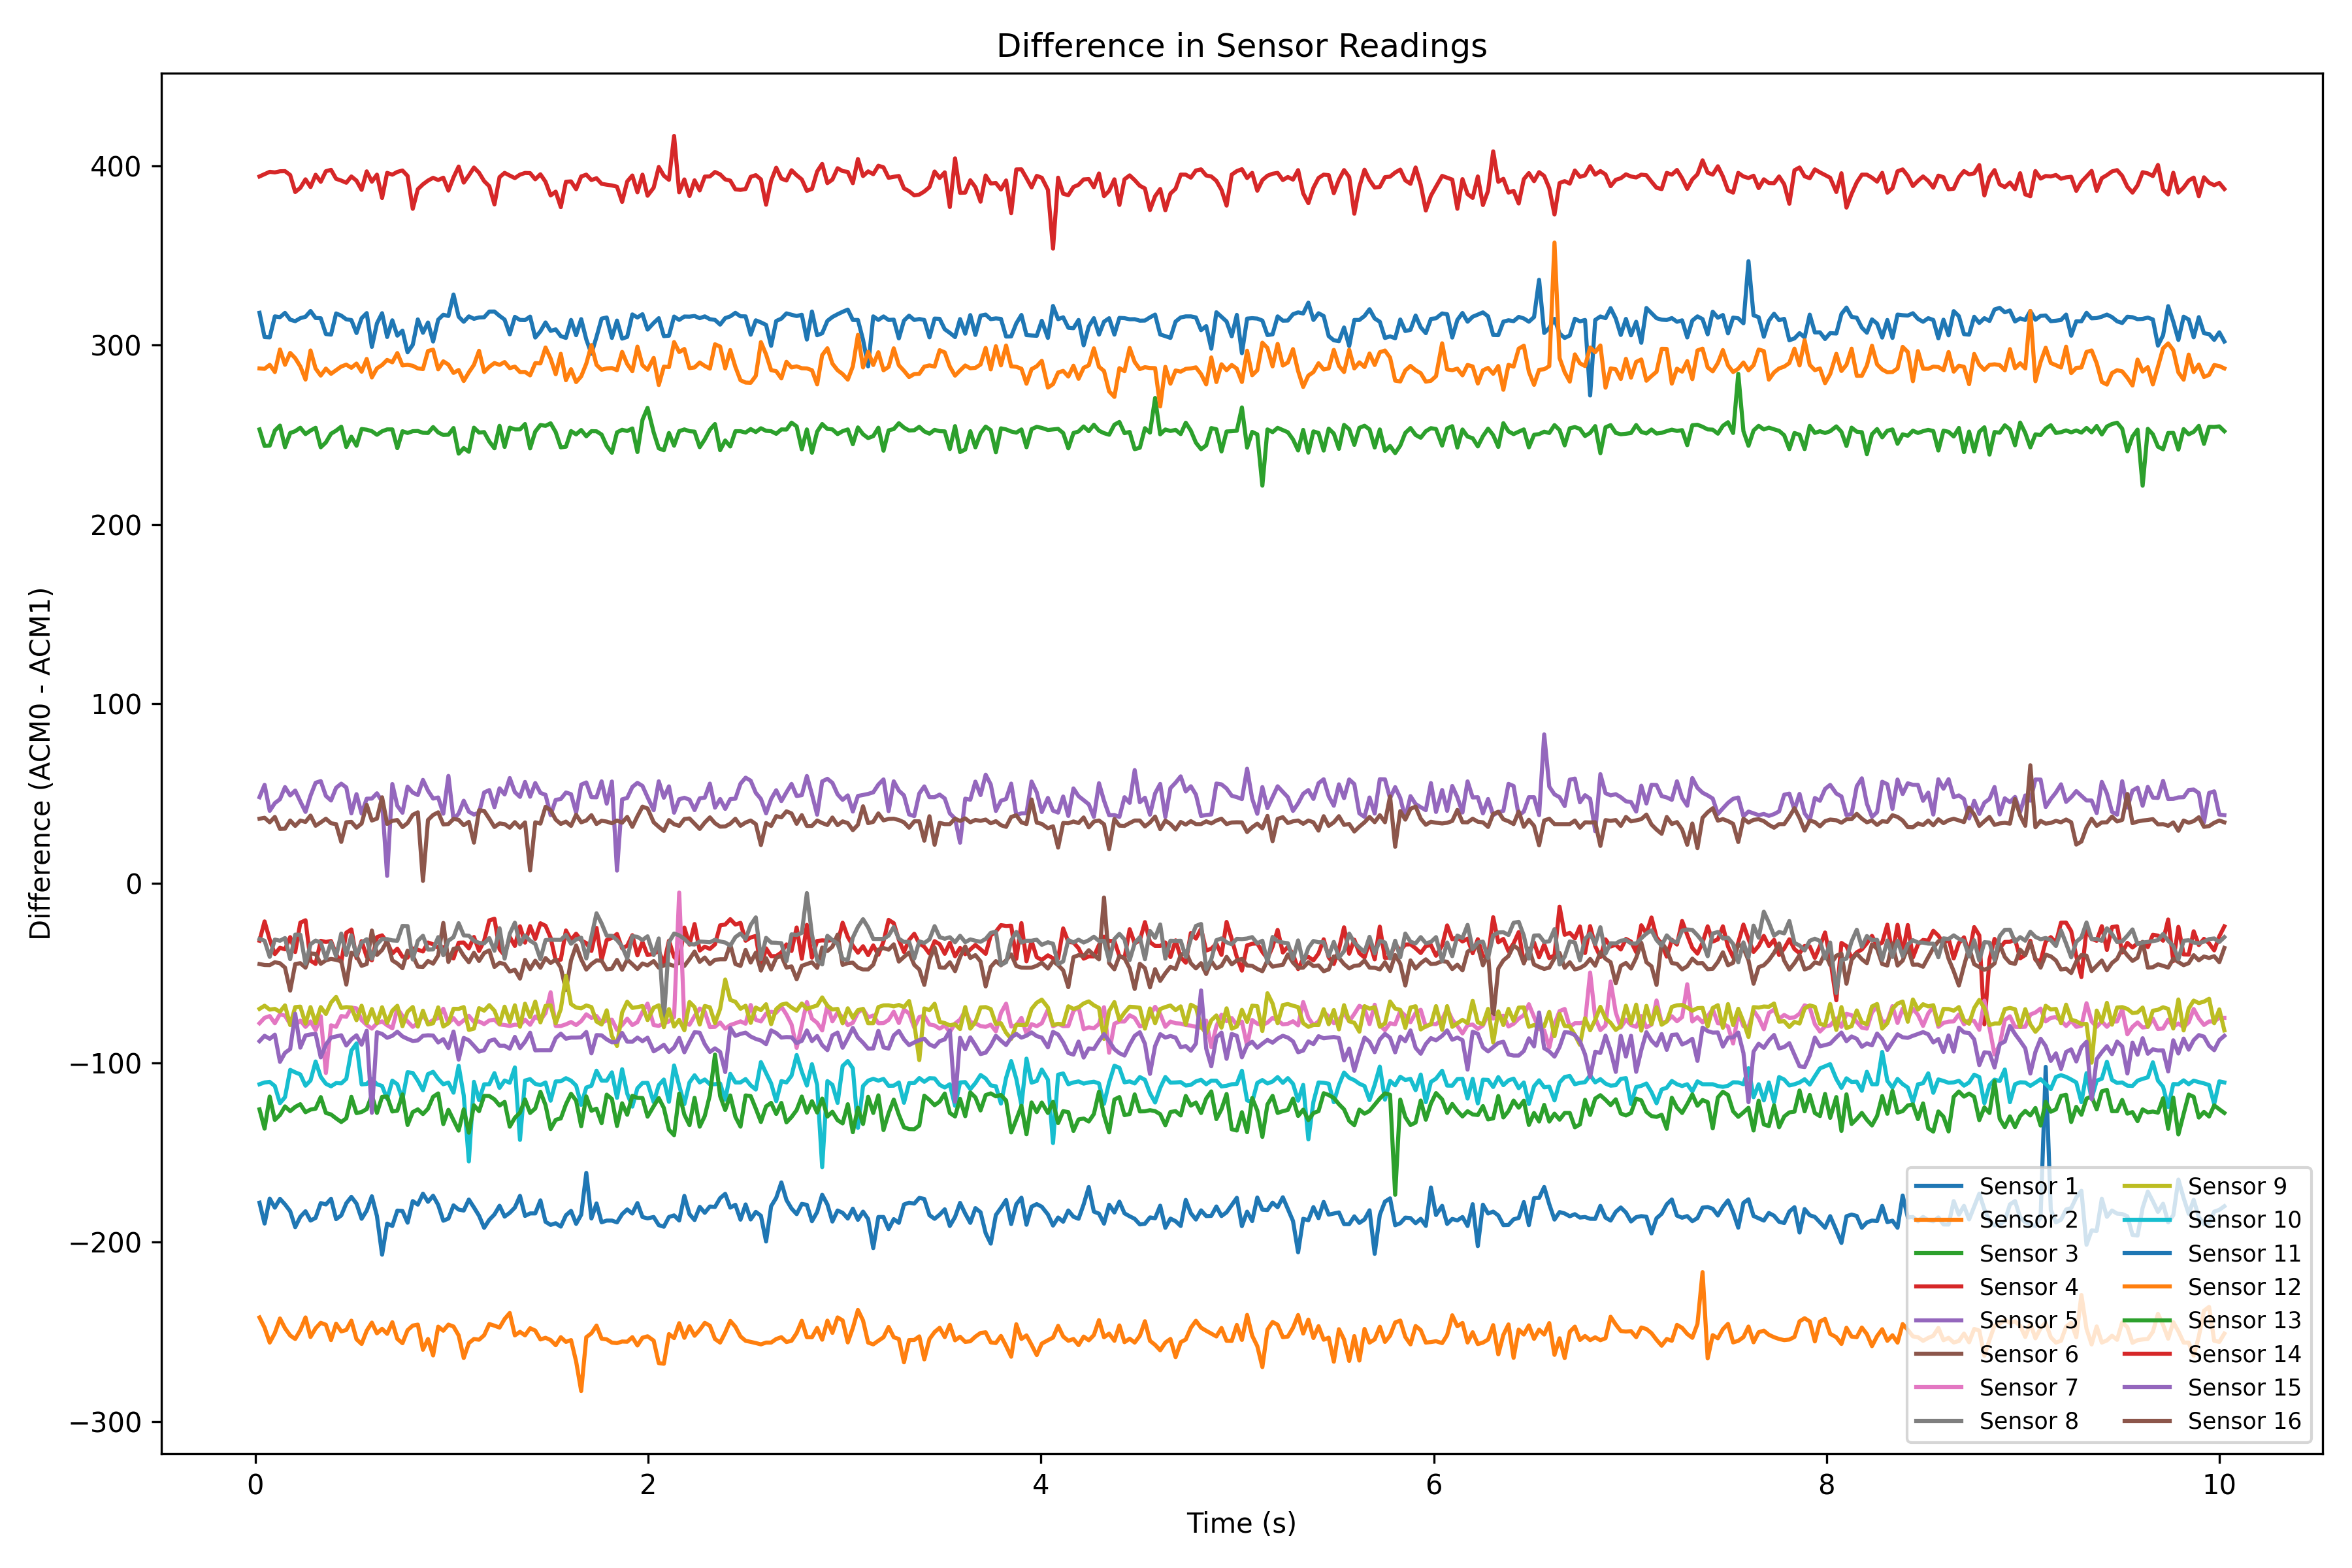 Difference in Sensor Readings
Difference (ACM0 - ACM1)
400
300
200
100
0
−100
−200
−300
0 2 4 6 8 10
Time (s)
Sensor 1 Sensor 9
Sensor 2 Sensor 10
Sensor 3 Sensor 11
Sensor 4 Sensor 12
Sensor 5 Sensor 13
Sensor 6 Sensor 14
Sensor 7 Sensor 15
Sensor 8 Sensor 16